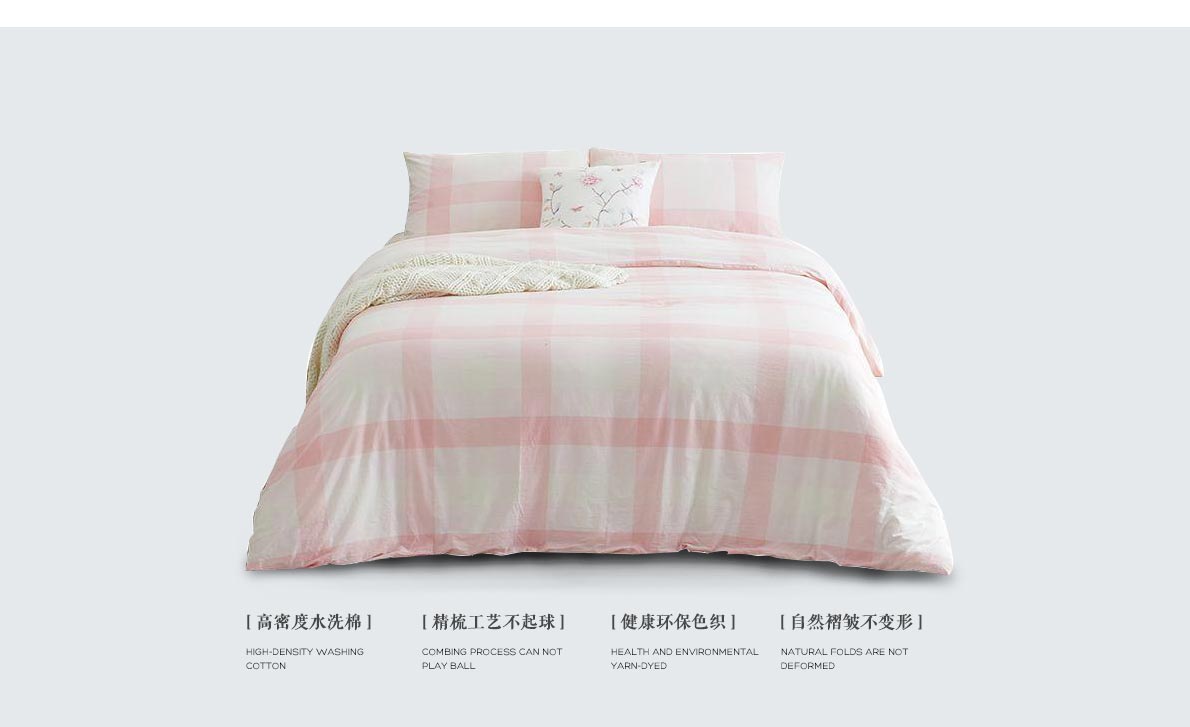 [ 高密度水洗棉 ]
[ 精梳工艺不起球 ]
[ 健康环保色织 ]
[ 自然褶皱不变形 ]
HIGH-DENSITY WASHING
COTTON
COMBING PROCESS CAN NOT
PLAY BALL
HEALTH AND ENVIRONMENTAL
YARN-DYED
NATURAL FOLDS ARE NOT
DEFORMED